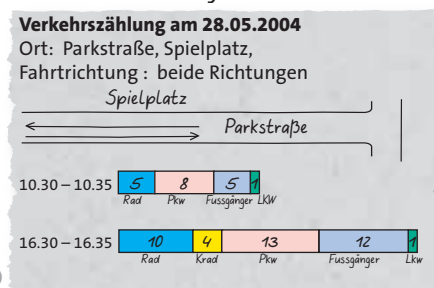 Verkehrszählung am 28.05.2004
Ort: Parkstraße, Spielplatz,
Fahrtrichtung : beide Richtungen
Spielplatz
Parkstraße
10.30 – 10.35 5 8 5 1
Rad Pkw Fussgänger LKW
16.30 – 16.35 10 4 13 12 1
Rad Krad Pkw Fussgänger Lkw